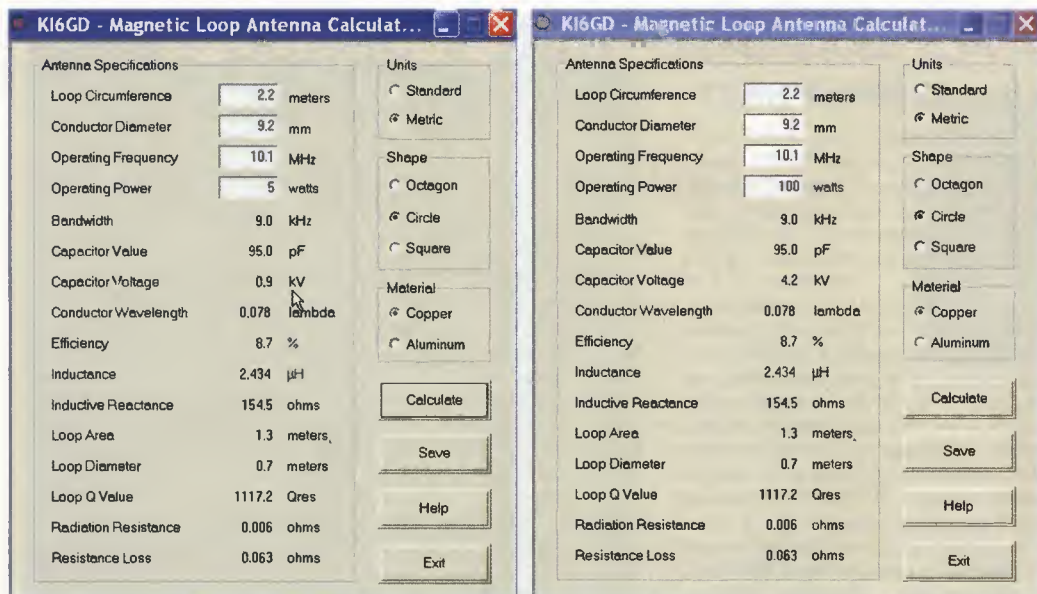 KI6GD - Magnetic Loop Antenna Calculat...
Antenna Specifications
Loop Circumference 2.2 meters
Conductor Diameter 9.2 mm
Operating Frequency 10.1 MHz
Operating Power 5 watts
Bandwidth 9.0 kHz
Capacitor Value 95.0 pF
Capacitor Voltage 0.9 kV
Conductor Wavelength 0.078 lambda
Efficiency 8.7 %
Inductance 2.434 µH
Inductive Reactance 154.5 ohms
Loop Area 1.3 meters
Loop Diameter 0.7 meters
Loop Q Value 1117.2 Qres
Radiation Resistance 0.006 ohms
Resistance Loss 0.063 ohms
Units
Standard
Metric
Shape
Octagon
Circle
Square
Material
Copper
Aluminum
Calculate
Save
Help
Exit
KI6GD - Magnetic Loop Antenna Calculat...
Antenna Specifications
Loop Circumference 2.2 meters
Conductor Diameter 9.2 mm
Operating Frequency 10.1 MHz
Operating Power 100 watts
Bandwidth 9.0 kHz
Capacitor Value 95.0 pF
Capacitor Voltage 4.2 kV
Conductor Wavelength 0.078 lambda
Efficiency 8.7 %
Inductance 2.434 µH
Inductive Reactance 154.5 ohms
Loop Area 1.3 meters
Loop Diameter 0.7 meters
Loop Q Value 1117.2 Qres
Radiation Resistance 0.006 ohms
Resistance Loss 0.063 ohms
Units
Standard
Metric
Shape
Octagon
Circle
Square
Material
Copper
Aluminum
Calculate
Save
Help
Exit